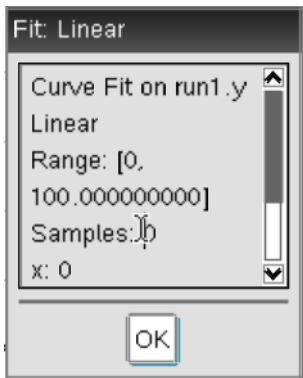 Fit: Linear
Curve Fit on run1.y
Linear
Range: [0,
100.000000000]
Samples:
x: 0
OK